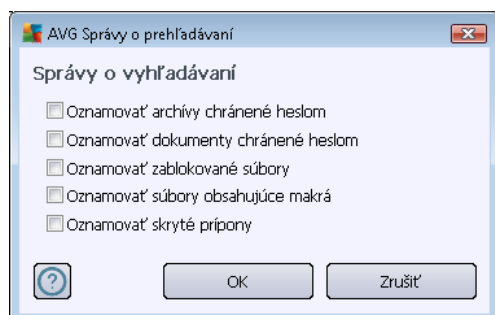 AVG Správy o prehľadávaní
Správy o vyhľadávaní
Oznamovať archívy chránené heslom
Oznamovať dokumenty chránené heslom
Oznamovať zablokované súbory
Oznamovať súbory obsahujúce makrá
Oznamovať skryté prípony
? OK Zrušiť